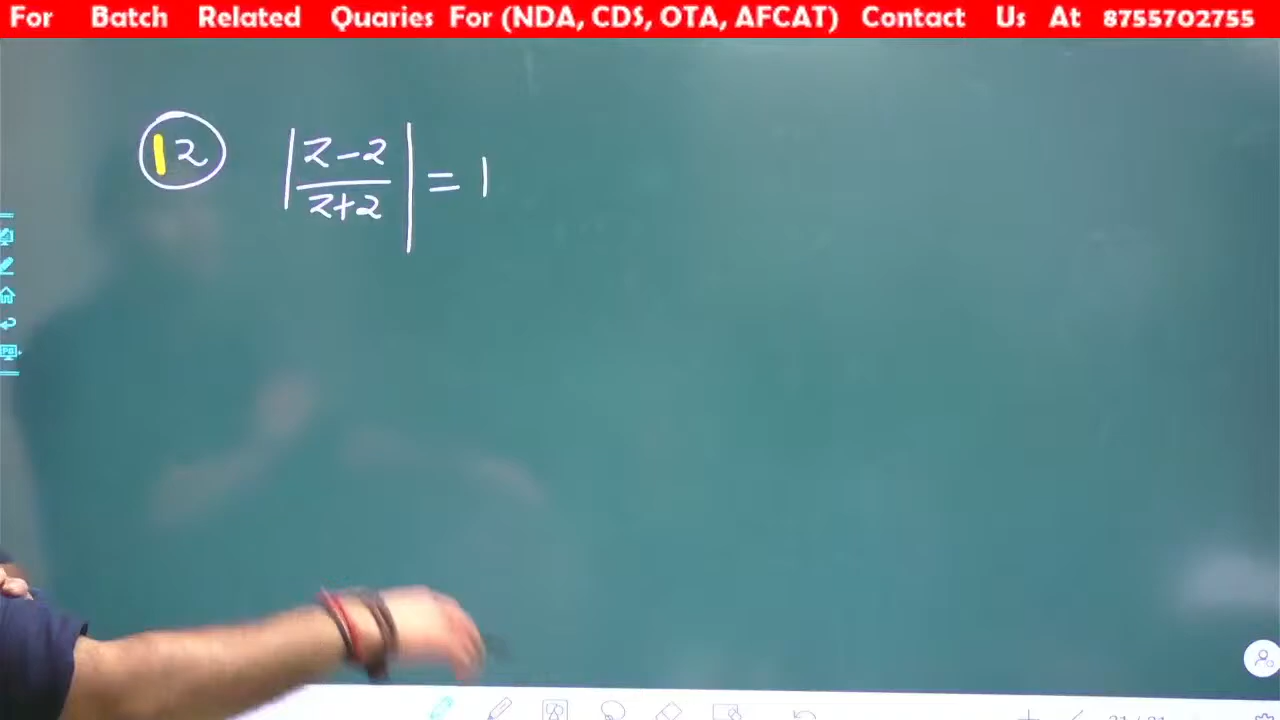 For Batch Related Quaries For (NDA, CDS, OTA, AFCAT) Contact Us At 8755702755
12 |z-2/z+2| = 1